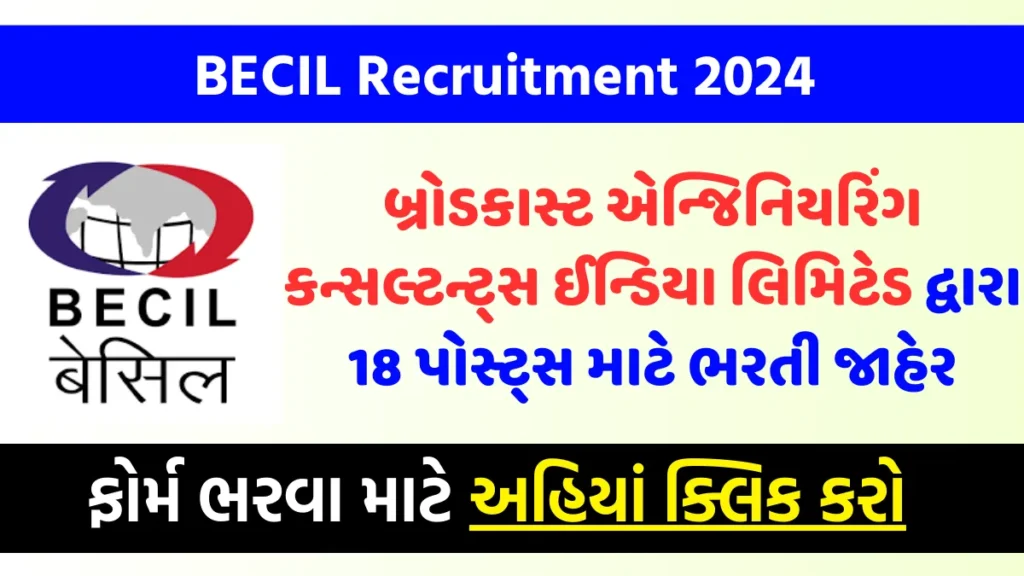 BECIL Recruitment 2024
BECIL
बेसिल
બ્રોડકાસ્ટ એન્જિનિયરિંગ
કન્સલ્ટન્ટ્સ ઈન્ડિયા લિમિટેડ દ્વારા
18 પોસ્ટ્સ માટે ભરતી જાહેર
ફોર્મ ભરવા માટે અહિયાં ક્લિક કરો